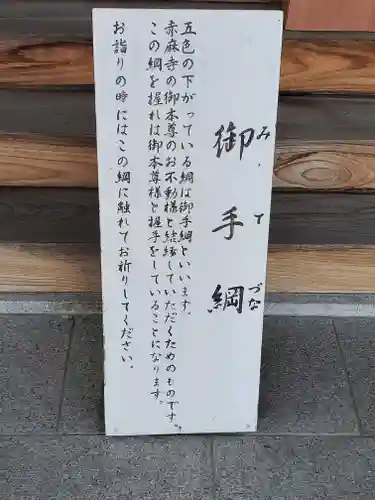 御手綱
みてづな
五色の下がっている綱は御手綱といいます。
赤麻寺の御本尊のお不動様と結縁していただくためのものです。
この綱を握れば御本尊様と握手をしていることになります。
お詣りの時にはこの綱に触れてお祈りしてください。